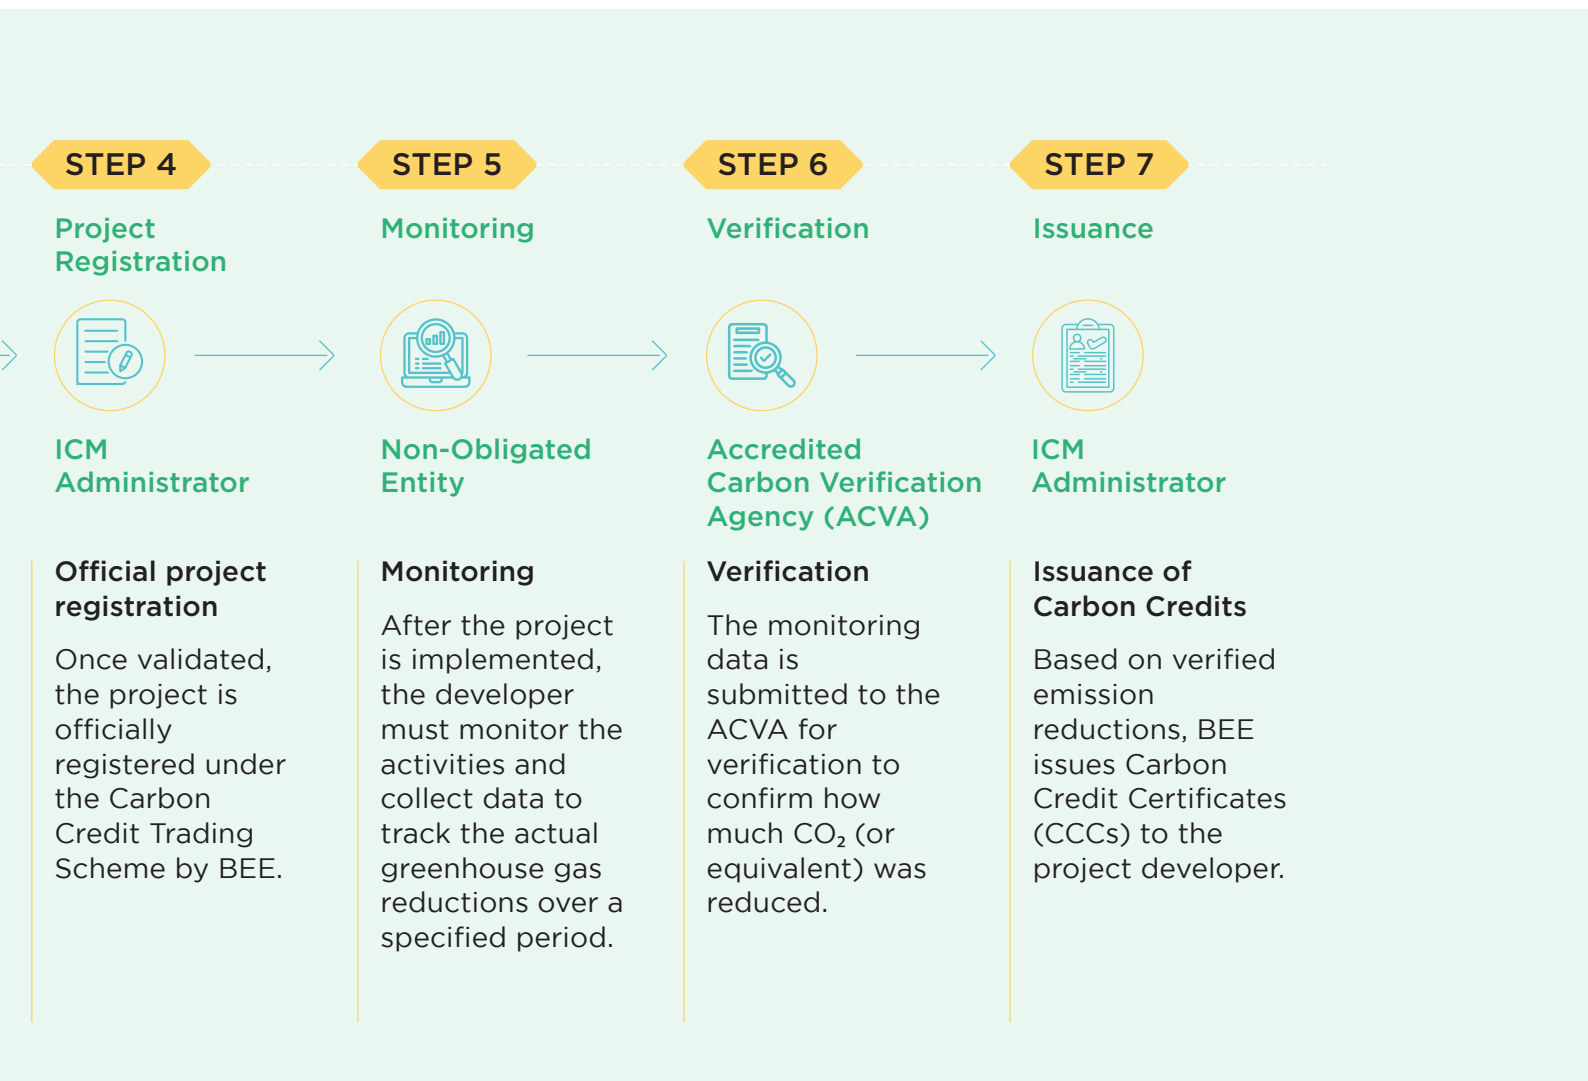 STEP 4
Project
Registration
ICM
Administrator
Official project
registration
Once validated,
the project is
officially
registered under
the Carbon
Credit Trading
Scheme by BEE.
STEP 5
Monitoring
Non-Obligated
Entity
Monitoring
After the project
is implemented,
the developer
must monitor the
activities and
collect data to
track the actual
greenhouse gas
reductions over a
specified period.
STEP 6
Verification
Accredited
Carbon Verification
Agency (ACVA)
Verification
The monitoring
data is
submitted to the
ACVA for
verification to
confirm how
much CO₂ (or
equivalent) was
reduced.
STEP 7
Issuance
ICM
Administrator
Issuance of
Carbon Credits
Based on verified
emission
reductions, BEE
issues Carbon
Credit Certificates
(CCCs) to the
project developer.